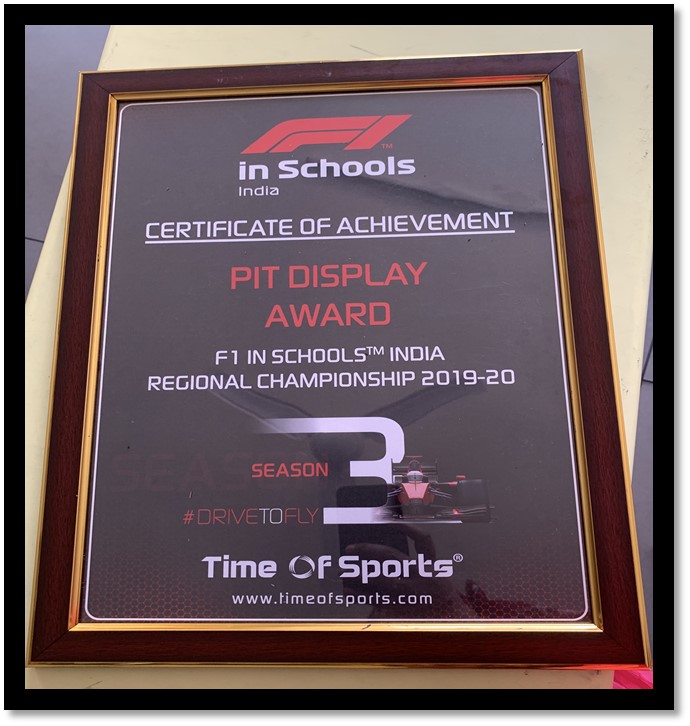 F1™
in Schools
India
CERTIFICATE OF ACHIEVEMENT
PIT DISPLAY
AWARD
F1 IN SCHOOLS™ INDIA
REGIONAL CHAMPIONSHIP 2019-20
SEASON 3
#DRIVETOFLY
Time Of Sports®
www.timeofsports.com